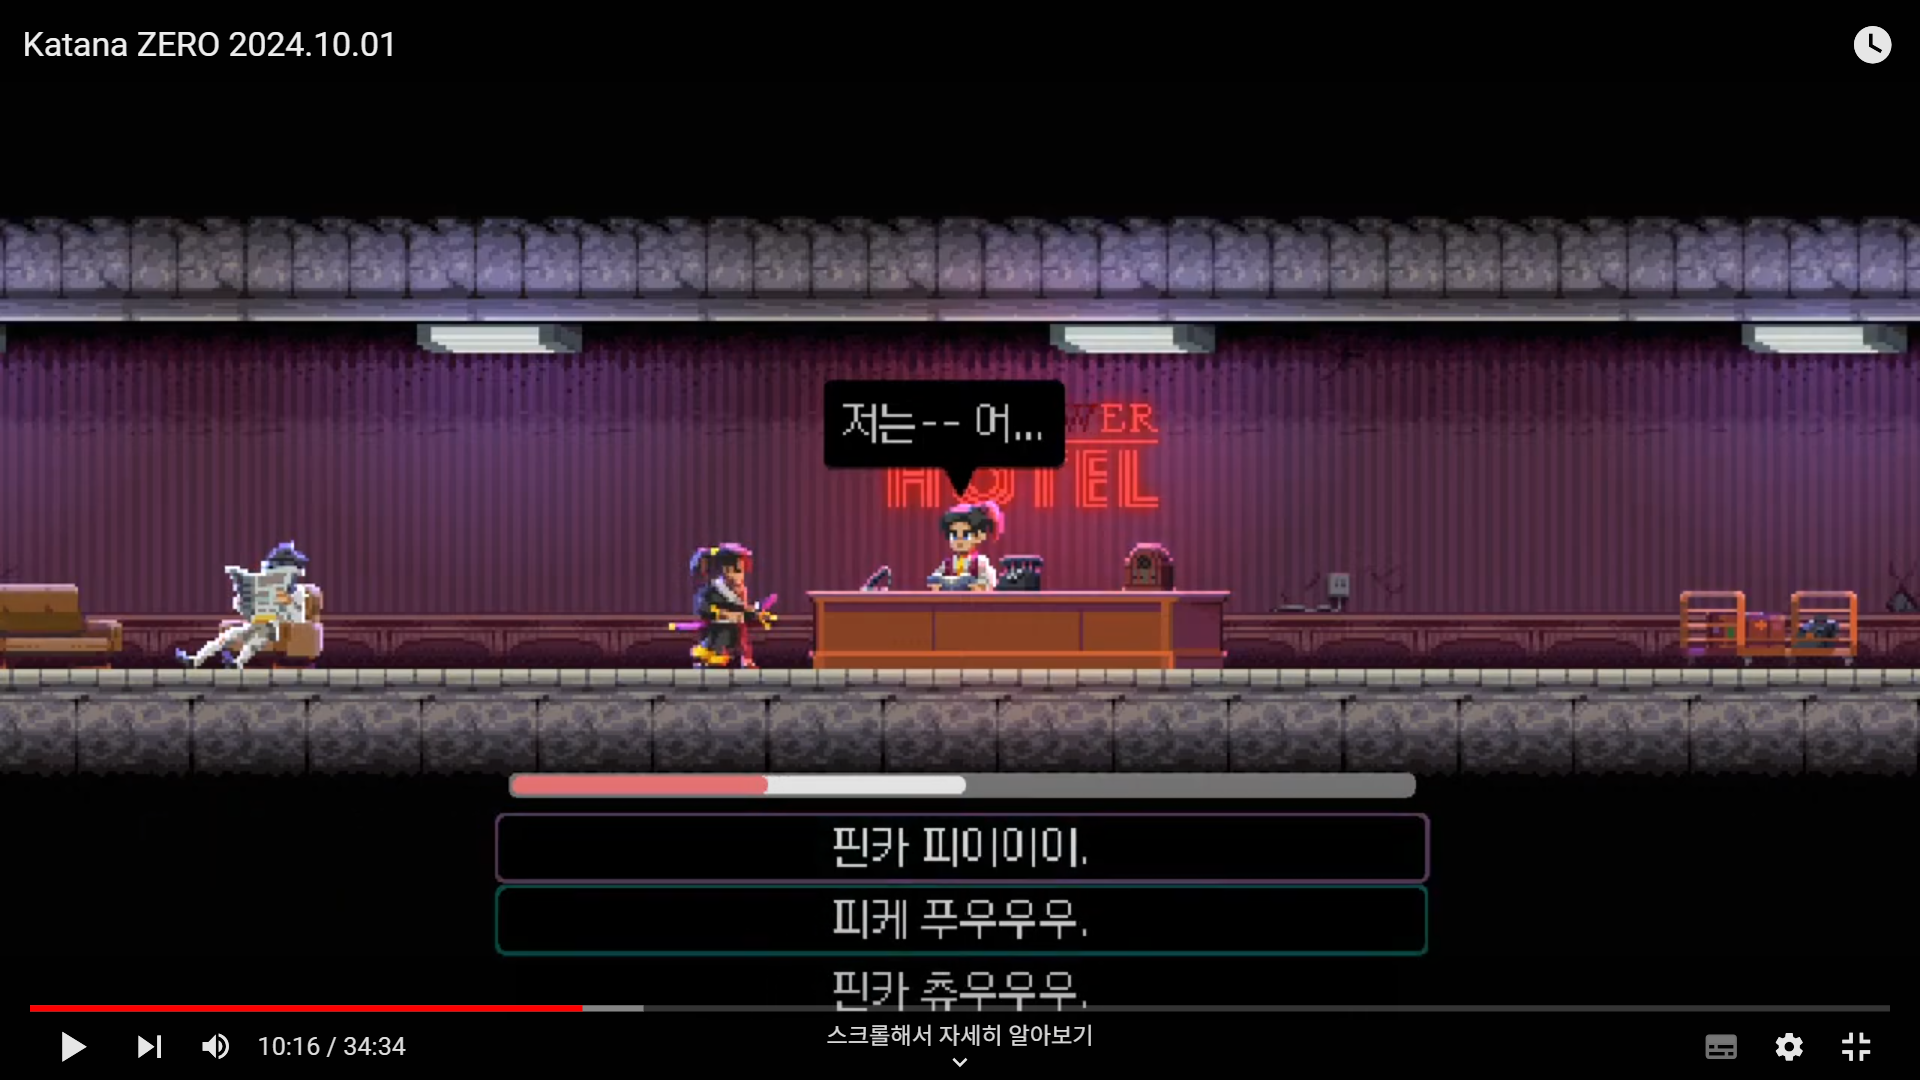 Katana ZERO 2024.10.01
저는-- 어...
ER
HOTEL
핀카 피이이이.
피케 푸우우우.
핀카 츄우우우.
10:16 / 34:34
스크롤해서 자세히 알아보기